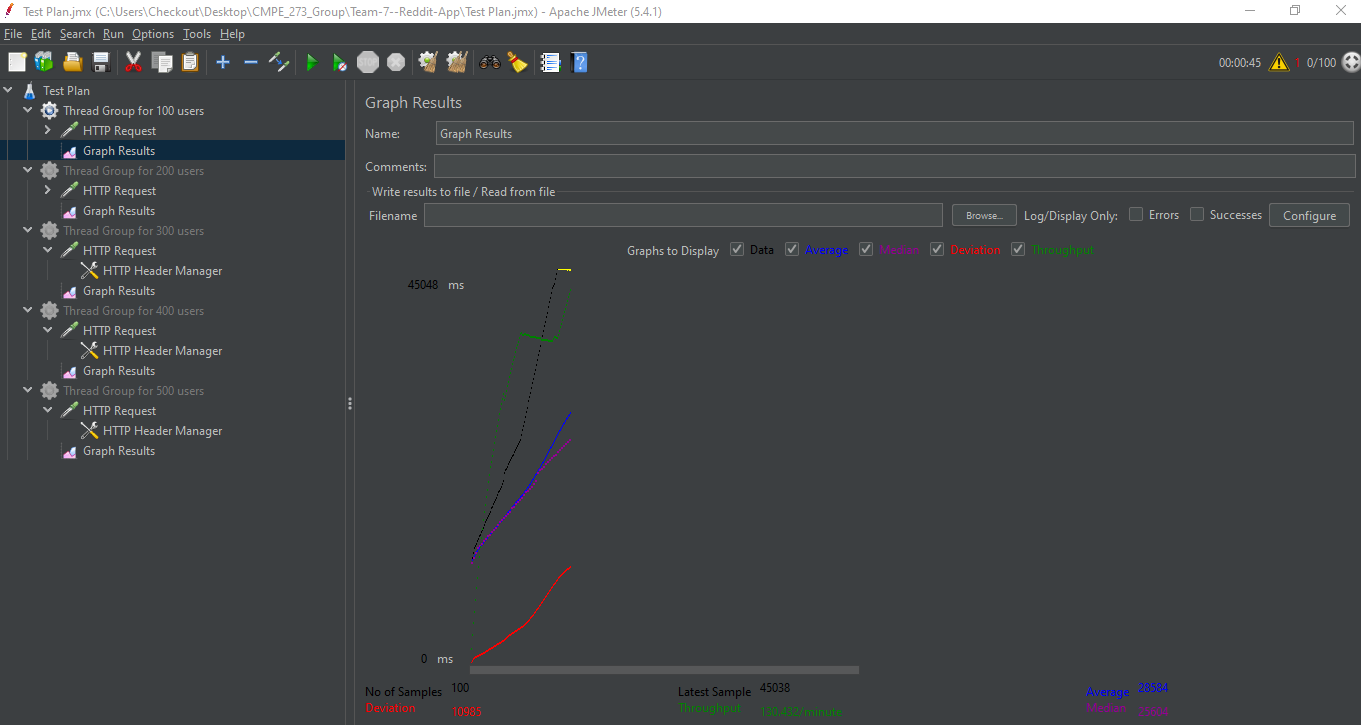 Test Plan.jmx (C:\Users\Checkout\Desktop\CMPE_273_Group\Team-7--Reddit-App\Test Plan.jmx) - Apache JMeter (5.4.1)
File Edit Search Run Options Tools Help
STOP
00:00:45 1 0/100
Test Plan
Thread Group for 100 users
HTTP Request
Graph Results
Thread Group for 200 users
HTTP Request
Graph Results
Thread Group for 300 users
HTTP Request
HTTP Header Manager
Graph Results
Thread Group for 400 users
HTTP Request
HTTP Header Manager
Graph Results
Thread Group for 500 users
HTTP Request
HTTP Header Manager
Graph Results
Graph Results
Name: Graph Results
Comments:
Write results to file / Read from file
Filename Browse... Log/Display Only: Errors Successes Configure
Graphs to Display Data Average Median Deviation Throughput
45048 ms
0 ms
No of Samples 100 Latest Sample 45038 Average 28584
Deviation 10985 Throughput 130.432/minute Median